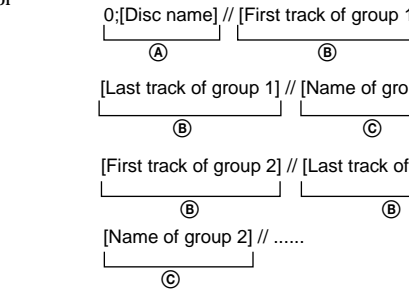 or
0;[Disc name] // [First track of group 1
Ⓐ Ⓑ
[Last track of group 1] // [Name of gro
Ⓑ Ⓒ
[First track of group 2] // [Last track of
Ⓑ Ⓑ
[Name of group 2] // ......
Ⓒ